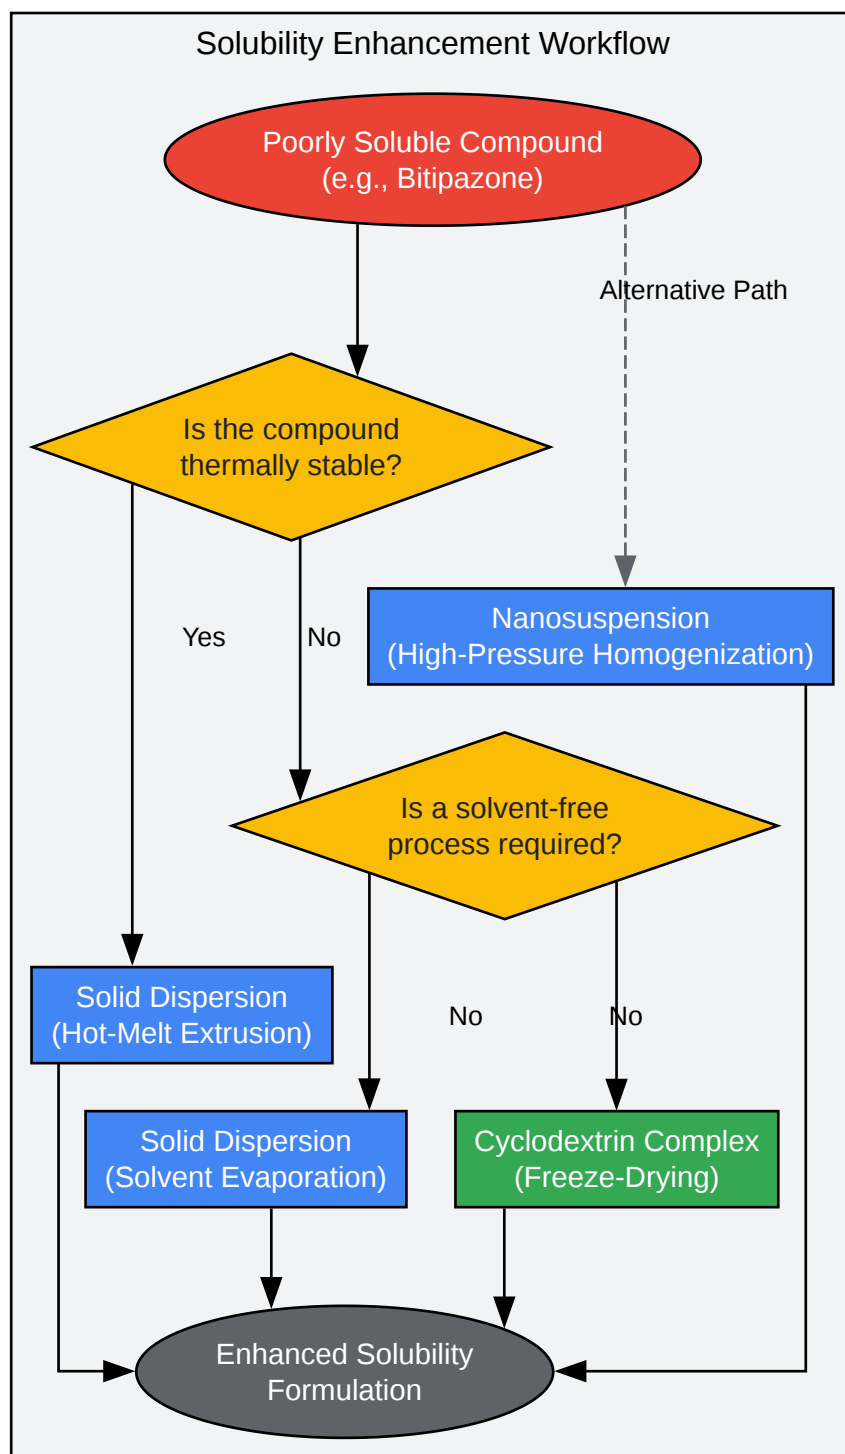 Solubility Enhancement Workflow
Poorly Soluble Compound
(e.g., Bitipazone)
Alternative Path
Is the compound
thermally stable?
Yes
No
Nanosuspension
(High-Pressure Homogenization)
Is a solvent-free
process required?
Solid Dispersion
(Hot-Melt Extrusion)
No
No
Solid Dispersion
(Solvent Evaporation)
Cyclodextrin Complex
(Freeze-Drying)
Enhanced Solubility
Formulation